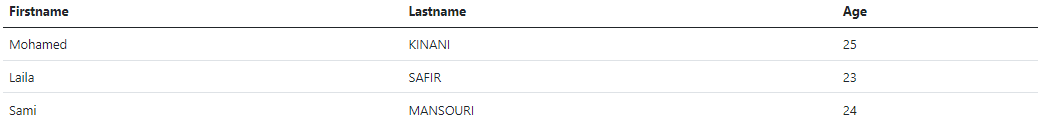 Firstname Lastname Age
Mohamed KINANI 25
Laila SAFIR 23
Sami MANSOURI 24